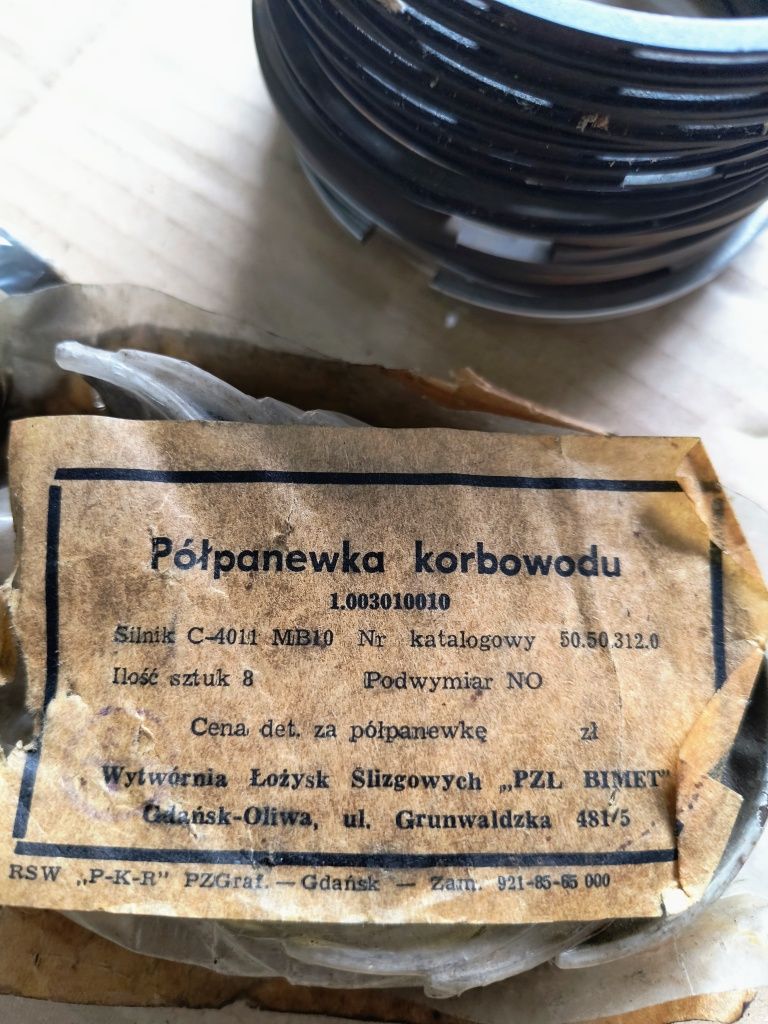 Półpanewka korbowodu
1.003010010
Silnik C-4011 MB10 Nr katalogowy 50.50.312.0
Ilość sztuk 8 Podwymiar NO
Cena det. za półpanewkę zł
Wytwórnia Łożysk Ślizgowych „PZL BIMET"
Gdańsk-Oliwa, ul. Grunwaldzka 481/5
RSW „P-K-R" PZGraf. — Gdańsk — Zam. 921-85-65 000